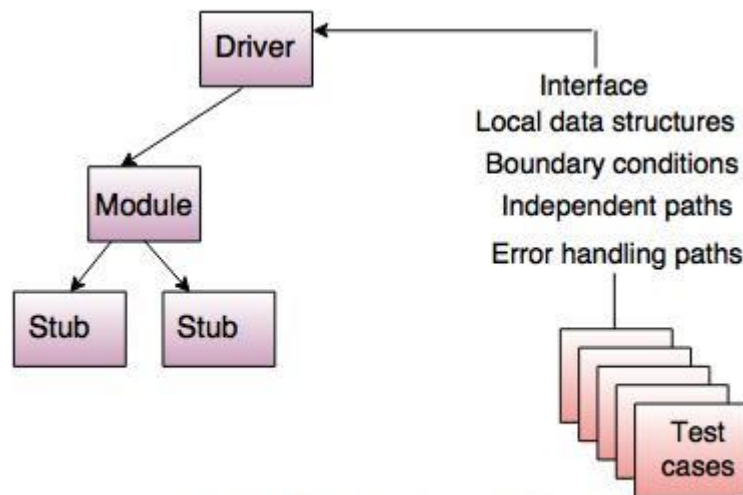 Driver
Interface
Local data structures
Boundary conditions
Module
Independent paths
Error handling paths
Stub
Stub
Test
cases